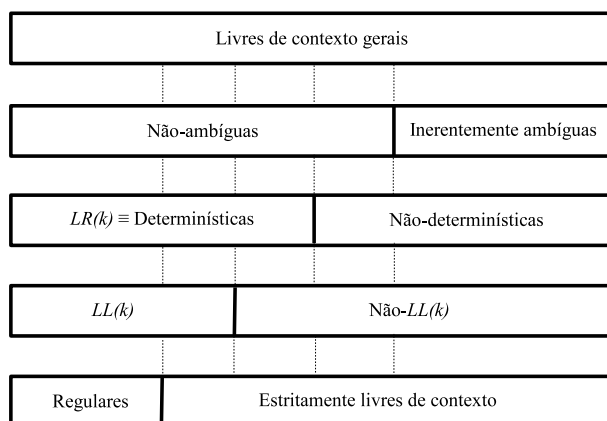 Livres de contexto gerais
Não-ambíguas Inerentemente ambíguas
LR(k) ≡ Determinísticas Não-determinísticas
LL(k) Não-LL(k)
Regulares Estritamente livres de contexto